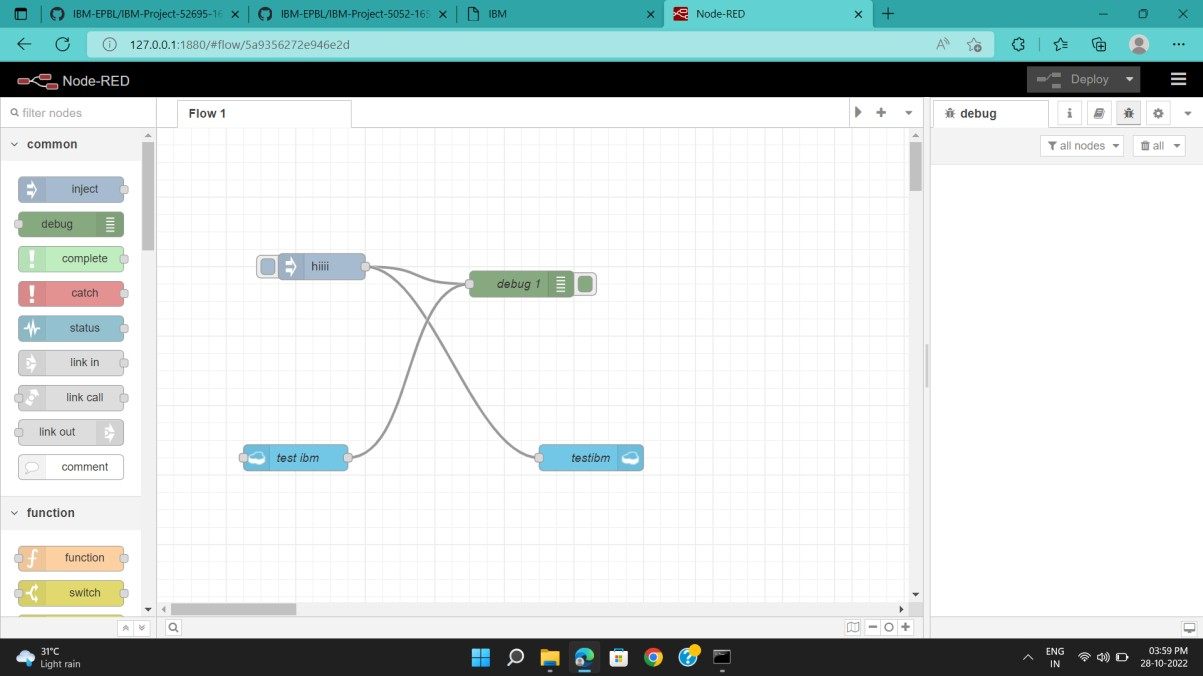 IBM-EPBL/IBM-Project-52695-16
IBM-EPBL/IBM-Project-5052-165
IBM
Node-RED
127.0.0.1:1880/#flow/5a9356272e946e2d
Node-RED
Deploy
filter nodes
Flow 1
debug
common
all nodes
all
inject
debug
complete
catch
status
link in
link call
link out
comment
hiiii
debug 1
test ibm
testibm
function
function
switch
31°C
Light rain
ENG
IN
03:59 PM
28-10-2022